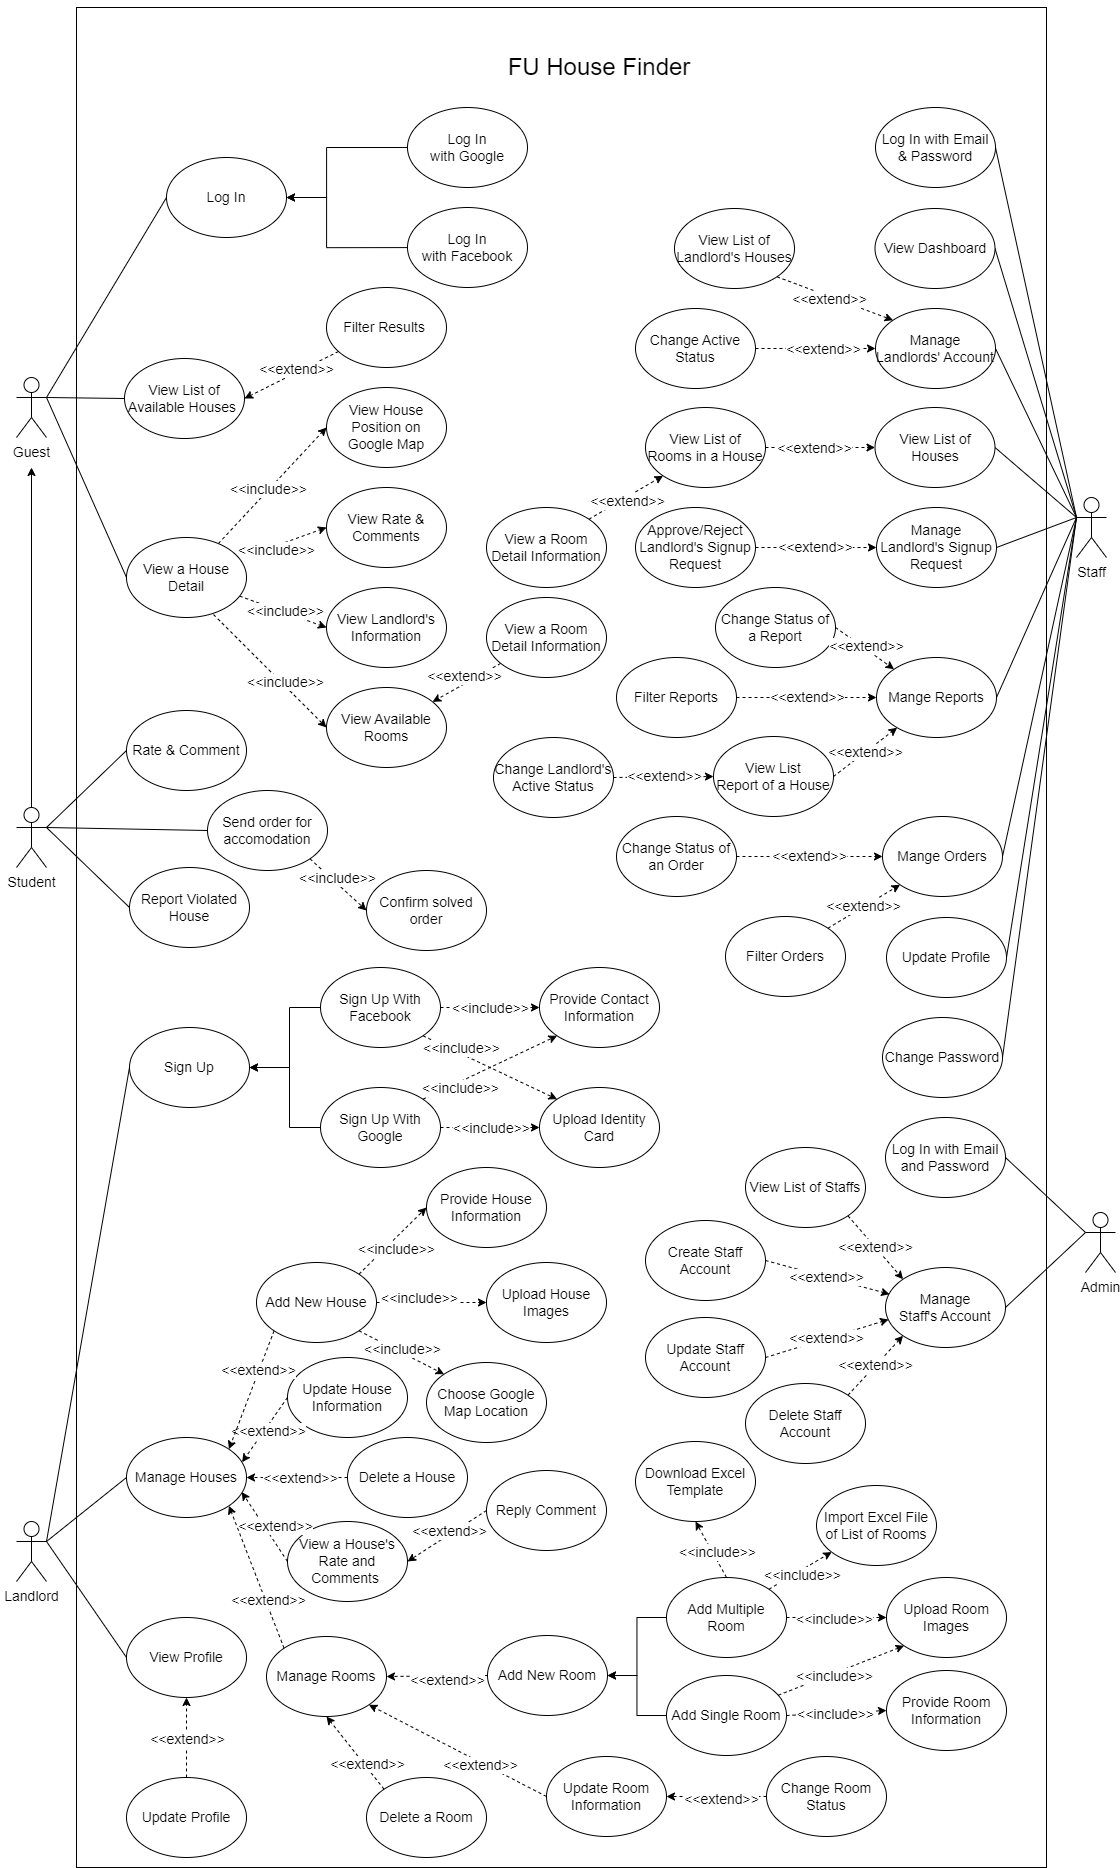 FU House Finder
Log In
with Google
Log In with Email
& Password
Log In
Log In
with Facebook
View List of
Landlord's Houses
View Dashboard
<<extend>>
Filter Results
Change Active
Status
<<extend>>
Manage
Landlords' Account
<<extend>>
View List of
Available Houses
View House
Position on
Google Map
Guest
View List of
Rooms in a House
<<extend>>
View List of
Houses
<<include>>
<<extend>>
View Rate &
Comments
<<include>>
View a Room
Detail Information
Approve/Reject
Landlord's Signup
Request
<<extend>>
Manage
Landlord's Signup
Request
Staff
View a House
Detail
<<include>>
View Landlord's
Information
View a Room
Detail Information
Change Status of
a Report
<<extend>>
<<include>>
<<extend>>
View Available
Rooms
Filter Reports
<<extend>>
Mange Reports
Rate & Comment
<<extend>>
Change Landlord's
Active Status
<<extend>>
View List
Report of a House
Send order for
accomodation
Student
<<include>>
Change Status of
an Order
<<extend>>
Mange Orders
Report Violated
House
Confirm solved
order
<<extend>>
Filter Orders
Update Profile
Sign Up With
Facebook
<<include>>
Provide Contact
Information
<<include>>
Sign Up
<<include>>
Change Password
Sign Up With
Google
<<include>>
Upload Identity
Card
Log In with Email
and Password
View List of Staffs
Provide House
Information
<<include>>
<<extend>>
Create Staff
Account
<<extend>>
Admin
Add New House
<<include>>
Upload House
Images
Manage
Staff's Account
<<include>>
<<extend>>
Update Staff
Account
<<extend>>
<<extend>>
Update House
Information
Choose Google
Map Location
Delete Staff
Account
<<extend>>
Manage Houses
<<extend>>
Delete a House
Download Excel
Template
Reply Comment
<<extend>>
<<extend>>
Import Excel File
of List of Rooms
View a House's
Rate and
Comments
<<include>>
<<include>>
Landlord
<<extend>>
Add Multiple
Room
<<include>>
Upload Room
Images
View Profile
Manage Rooms
<<extend>>
Add New Room
<<include>>
Add Single Room
<<include>>
Provide Room
Information
<<extend>>
<<extend>>
<<extend>>
Update Profile
Delete a Room
Update Room
Information
<<extend>>
Change Room
Status